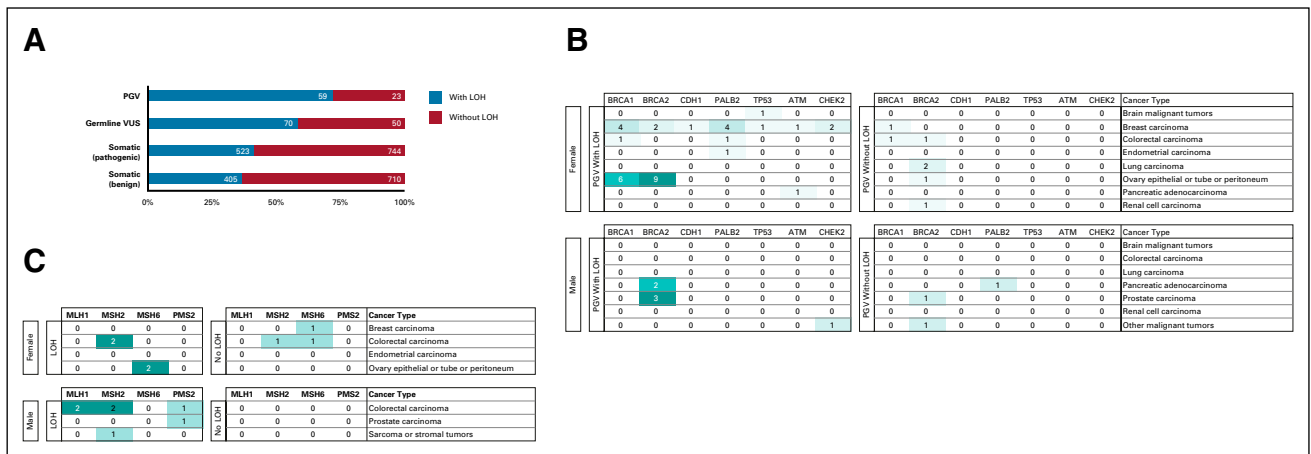 A
PGV 59 23
Germline VUS 70 50
Somatic
(pathogenic) 523 744
Somatic
(benign) 405 710
0% 25% 50% 75% 100%
With LOH
Without LOH
B
Female
PGV With LOH
BRCA1 BRCA2 CDH1 PALB2 TP53 ATM CHEK2
0 0 0 0 1 0 0
4 2 1 4 1 1 2
1 0 0 1 0 0 0
0 0 0 1 0 0 0
0 0 0 0 0 0 0
6 9 0 0 0 0 0
0 0 0 0 0 1 0
0 0 0 0 0 0 0
PGV Without LOH
BRCA1 BRCA2 CDH1 PALB2 TP53 ATM CHEK2 Cancer Type
0 0 0 0 0 0 0 Brain malignant tumors
1 0 0 0 0 0 0 Breast carcinoma
1 1 0 0 0 0 0 Colorectal carcinoma
0 0 0 0 0 0 0 Endometrial carcinoma
0 2 0 0 0 0 0 Lung carcinoma
0 1 0 0 0 0 0 Ovary epithelial or tube or peritoneum
0 0 0 0 0 0 0 Pancreatic adenocarcinoma
0 1 0 0 0 0 0 Renal cell carcinoma
Male
PGV With LOH
BRCA1 BRCA2 CDH1 PALB2 TP53 ATM CHEK2
0 0 0 0 0 0 0
0 0 0 0 0 0 0
0 0 0 0 0 0 0
0 2 0 0 0 0 0
0 3 0 0 0 0 0
0 0 0 0 0 0 0
0 0 0 0 0 0 1
PGV Without LOH
BRCA1 BRCA2 CDH1 PALB2 TP53 ATM CHEK2 Cancer Type
0 0 0 0 0 0 0 Brain malignant tumors
0 0 0 0 0 0 0 Colorectal carcinoma
0 0 0 0 0 0 0 Lung carcinoma
0 0 0 1 0 0 0 Pancreatic adenocarcinoma
0 1 0 0 0 0 0 Prostate carcinoma
0 0 0 0 0 0 0 Renal cell carcinoma
0 1 0 0 0 0 0 Other malignant tumors
C
Female
LOH
MLH1 MSH2 MSH6 PMS2
0 0 0 0
0 2 0 0
0 0 0 0
0 0 2 0
No LOH
MLH1 MSH2 MSH6 PMS2 Cancer Type
0 0 1 0 Breast carcinoma
0 1 1 0 Colorectal carcinoma
0 0 0 0 Endometrial carcinoma
0 0 0 0 Ovary epithelial or tube or peritoneum
Male
LOH
MLH1 MSH2 MSH6 PMS2
2 2 0 1
0 0 0 1
0 1 0 0
No LOH
MLH1 MSH2 MSH6 PMS2 Cancer Type
0 0 0 0 Colorectal carcinoma
0 0 0 0 Prostate carcinoma
0 0 0 0 Sarcoma or stromal tumors